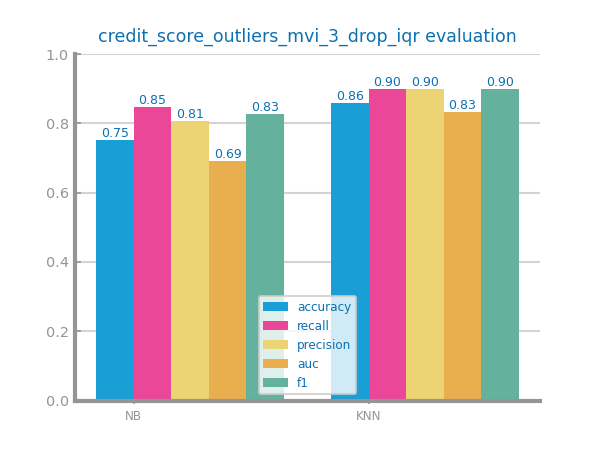 credit_score_outliers_mvi_3_drop_iqr evaluation
1.0
0.8
0.6
0.4
0.2
0.0
0.75
0.85
0.81
0.69
0.83
0.86
0.90
0.90
0.83
0.90
accuracy
recall
precision
auc
f1
NB
KNN